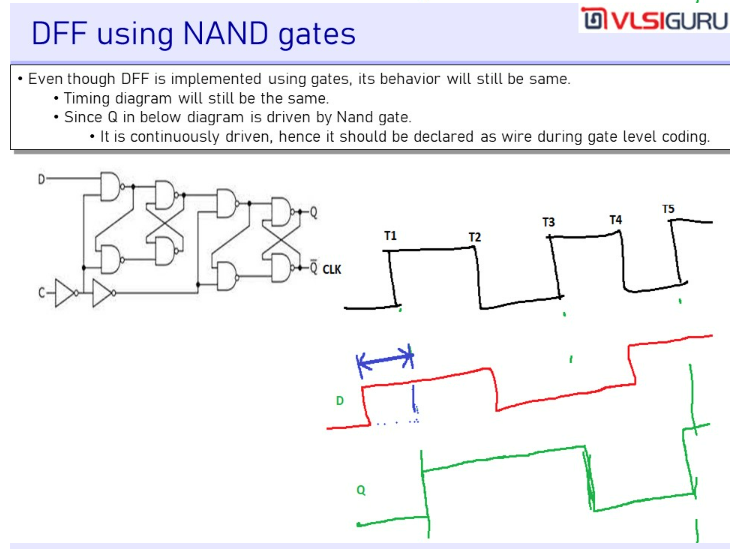 DFF using NAND gates
VLSIGURU
• Even though DFF is implemented using gates, its behavior will still be same.
• Timing diagram will still be the same.
• Since Q in below diagram is driven by Nand gate.
• It is continuously driven, hence it should be declared as wire during gate level coding.
D
Q
C
Q̅
CLK
T1
T2
T3
T4
T5
D
Q